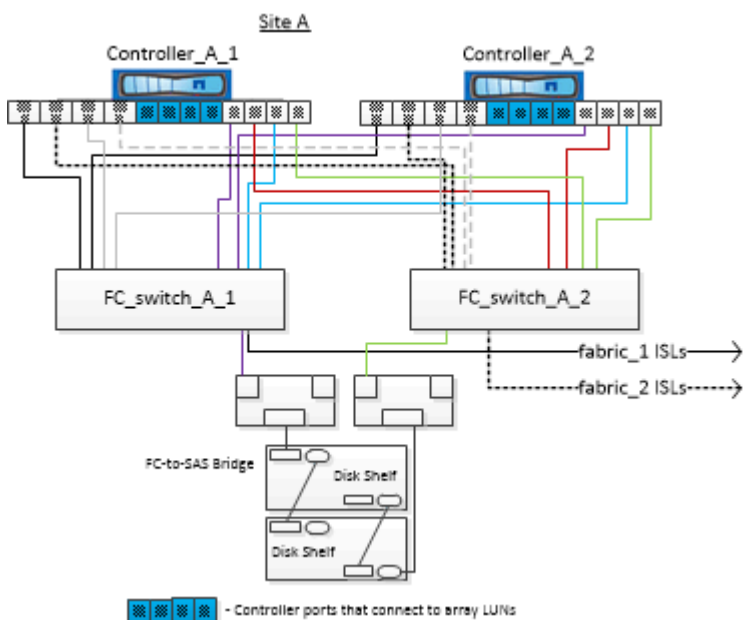 Site A
Controller_A_1
Controller_A_2
FC_switch_A_1
FC_switch_A_2
fabric_1 ISLs
fabric_2 ISLs
FC-to-SAS Bridge
Disk Shelf
Disk Shelf
- Controller ports that connect to array LUNs